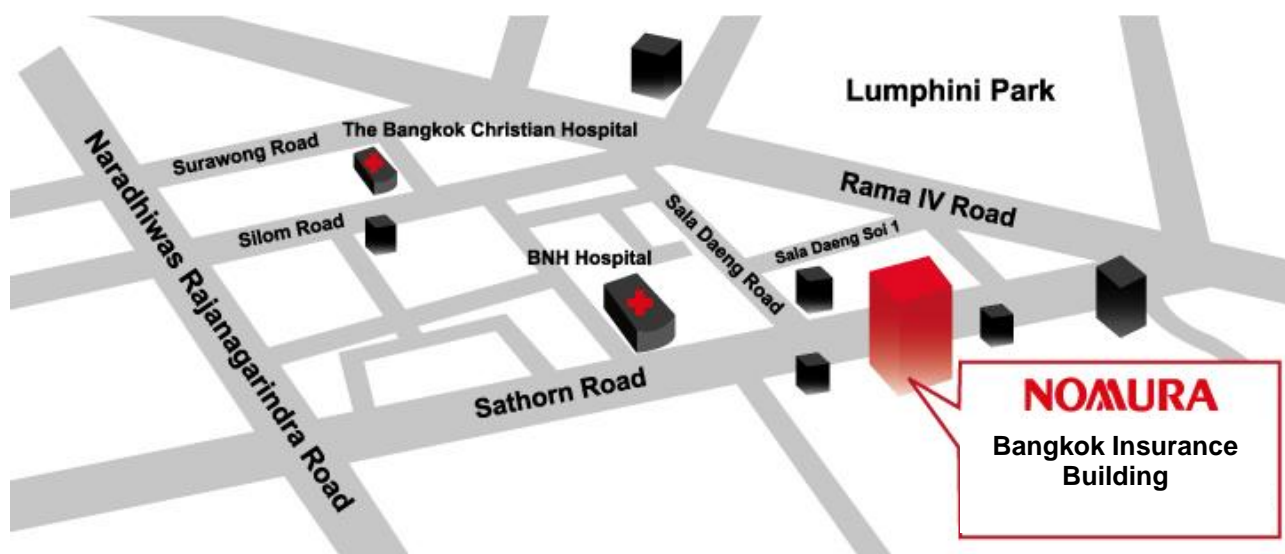 Lumphini Park
The Bangkok Christian Hospital
Surawong Road
Naradhiwas Rajanagarindra Road
Rama IV Road
Silom Road
Sala Daeng Road
Sala Daeng Soi 1
BNH Hospital
Sathorn Road
NOMURA
Bangkok Insurance
Building